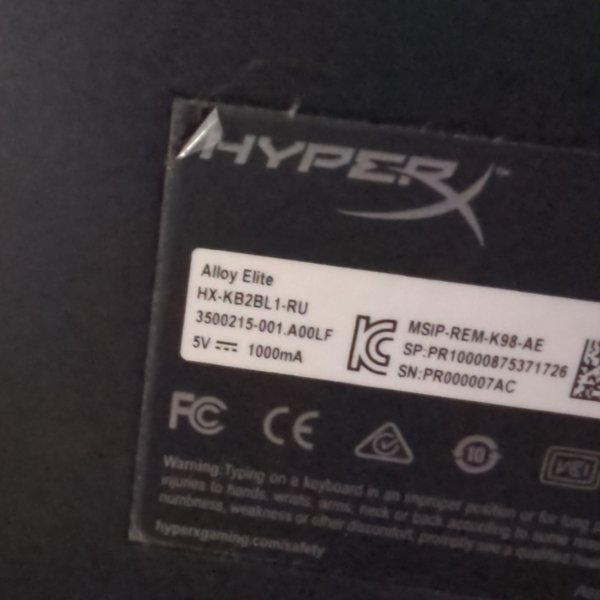 HYPERX™
Alloy Elite
HX-KB2BL1-RU
3500215-001.A00LF
5V 1000mA
MSIP-REM-K98-AE
SP:PR10000875371726
SN:PR000007AC
FC CE 10 VCI
Warning:Typing on a keyboard in an improper position or for long
injuries to hands, wrists, arms, neck or back according to some
numbness, weakness or other discomfort, promptly see a qualified
hyperxgaming.com/safety